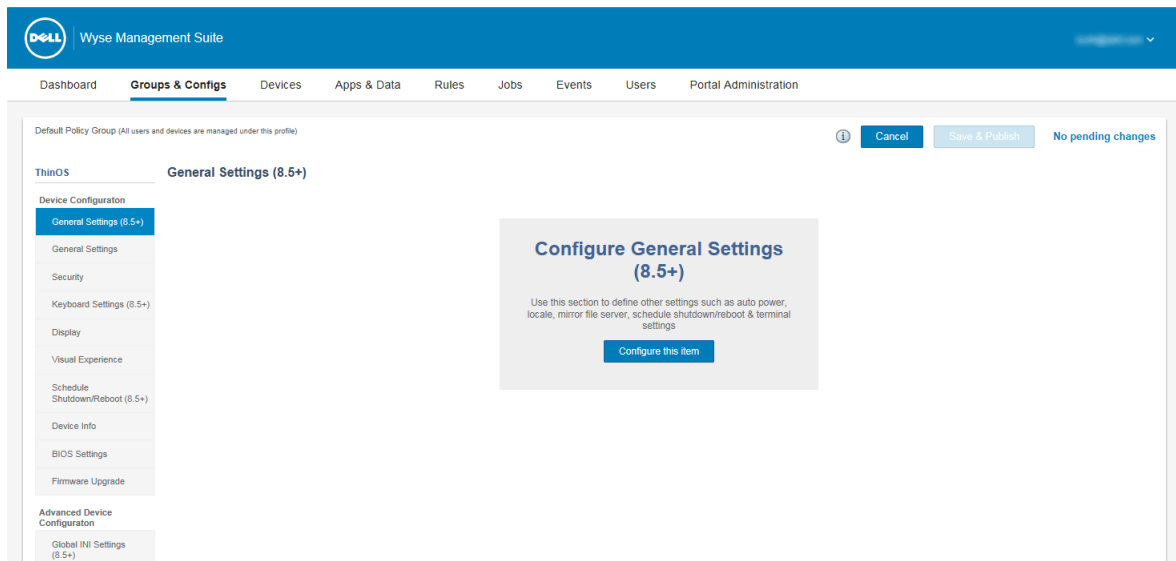 DELL
Wyse Management Suite
Dashboard
Groups & Configs
Devices
Apps & Data
Rules
Jobs
Events
Users
Portal Administration
Default Policy Group (All users and devices are managed under this profile)
i
Cancel
Save & Publish
No pending changes
ThinOS
General Settings (8.5+)
Device Configuraton
General Settings (8.5+)
General Settings
Security
Keyboard Settings (8.5+)
Display
Visual Experience
Schedule
Shutdown/Reboot (8.5+)
Device Info
BIOS Settings
Firmware Upgrade
Advanced Device
Configuraton
Global INI Settings
(8.5+)
Configure General Settings
(8.5+)
Use this section to define other settings such as auto power,
locale, mirror file server, schedule shutdown/reboot & terminal
settings
Configure this item